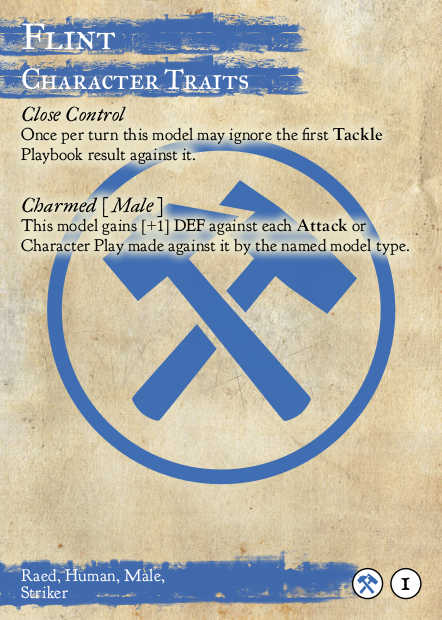 Flint
Character Traits
Close Control
Once per turn this model may ignore the first Tackle
Playbook result against it.
Charmed [Male]
This model gains [+1] DEF against each Attack or
Character Play made against it by the named model type.
Raed, Human, Male,
Striker
1